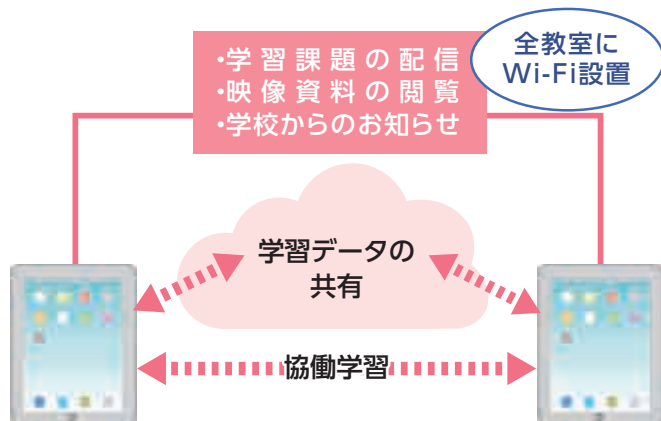 ・学習課題の配信
・映像資料の閲覧
・学校からのお知らせ
全教室に
Wi-Fi設置
学習データの
共有
協働学習